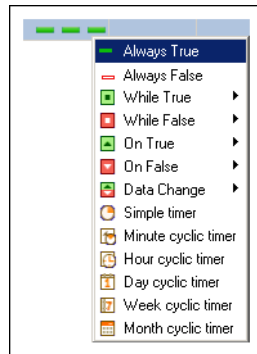 Always True
Always False
While True
While False
On True
On False
Data Change
Simple timer
Minute cyclic timer
Hour cyclic timer
Day cyclic timer
Week cyclic timer
Month cyclic timer